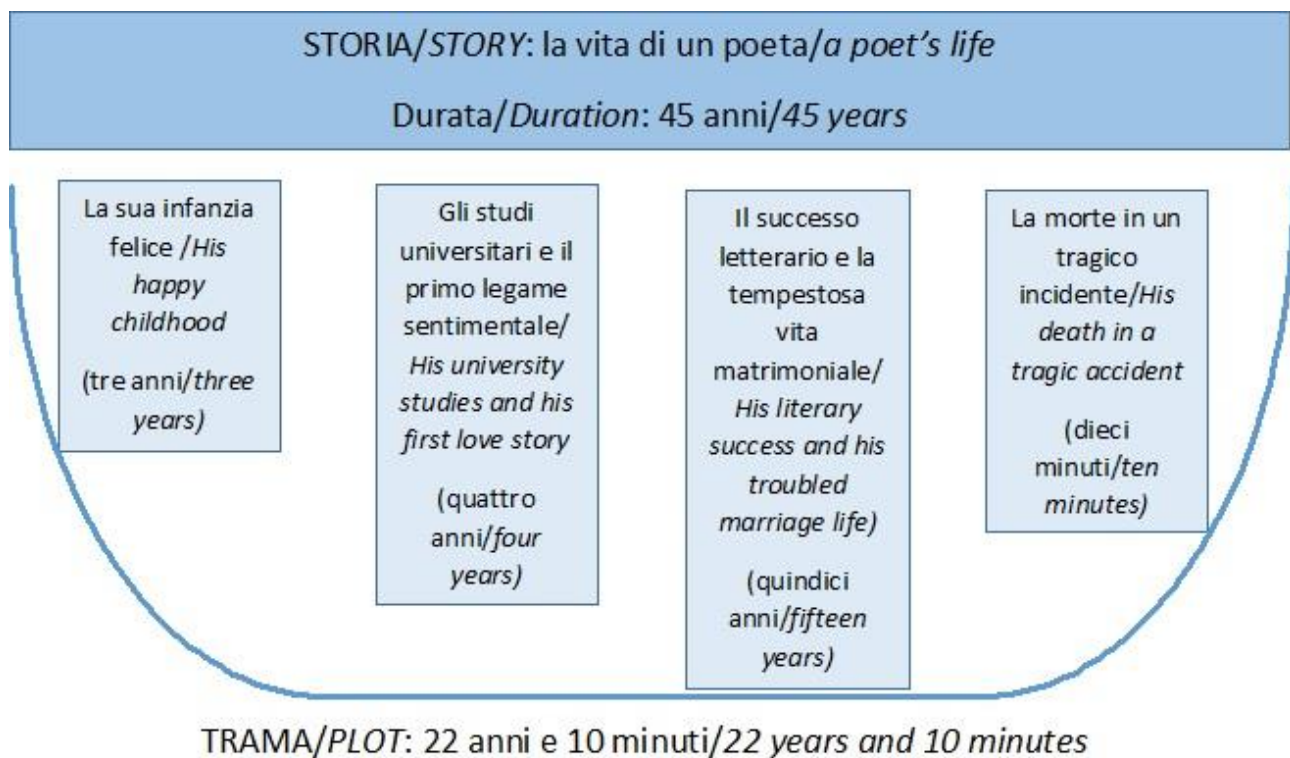 STORIA/STORY: la vita di un poeta/a poet's life
Durata/Duration: 45 anni/45 years
La sua infanzia
felice /His
happy
childhood
(tre anni/three
years)
Gli studi
universitari e il
primo legame
sentimentale/
His university
studies and his
first love story
(quattro
anni/four
years)
Il successo
letterario e la
tempestosa
vita
matrimoniale/
His literary
success and his
troubled
marriage life)
(quindici
anni/fifteen
years)
La morte in un
tragico
incidente/His
death in a
tragic accident
(dieci
minuti/ten
minutes)
TRAMA/PLOT: 22 anni e 10 minuti/22 years and 10 minutes